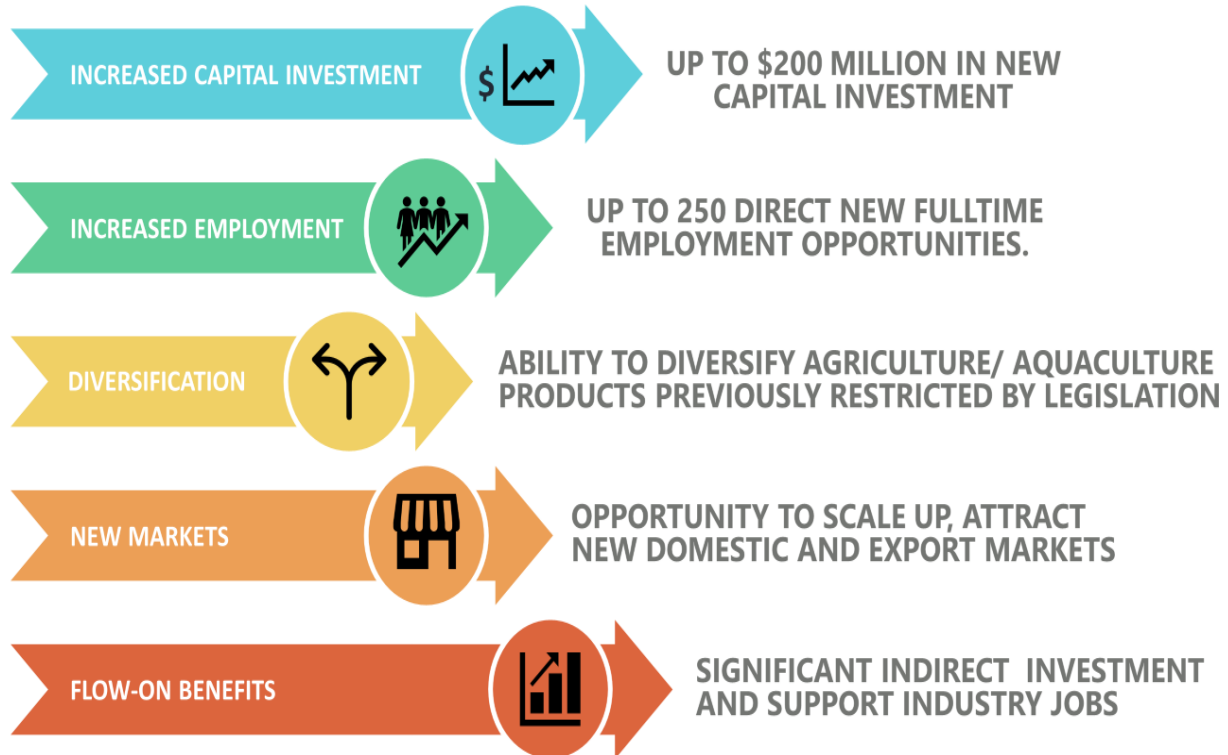 INCREASED CAPITAL INVESTMENT
$
UP TO $200 MILLION IN NEW
CAPITAL INVESTMENT
INCREASED EMPLOYMENT
UP TO 250 DIRECT NEW FULLTIME
EMPLOYMENT OPPORTUNITIES.
DIVERSIFICATION
ABILITY TO DIVERSIFY AGRICULTURE/ AQUACULTURE
PRODUCTS PREVIOUSLY RESTRICTED BY LEGISLATION
NEW MARKETS
OPPORTUNITY TO SCALE UP, ATTRACT
NEW DOMESTIC AND EXPORT MARKETS
FLOW-ON BENEFITS
SIGNIFICANT INDIRECT  INVESTMENT
AND SUPPORT INDUSTRY JOBS